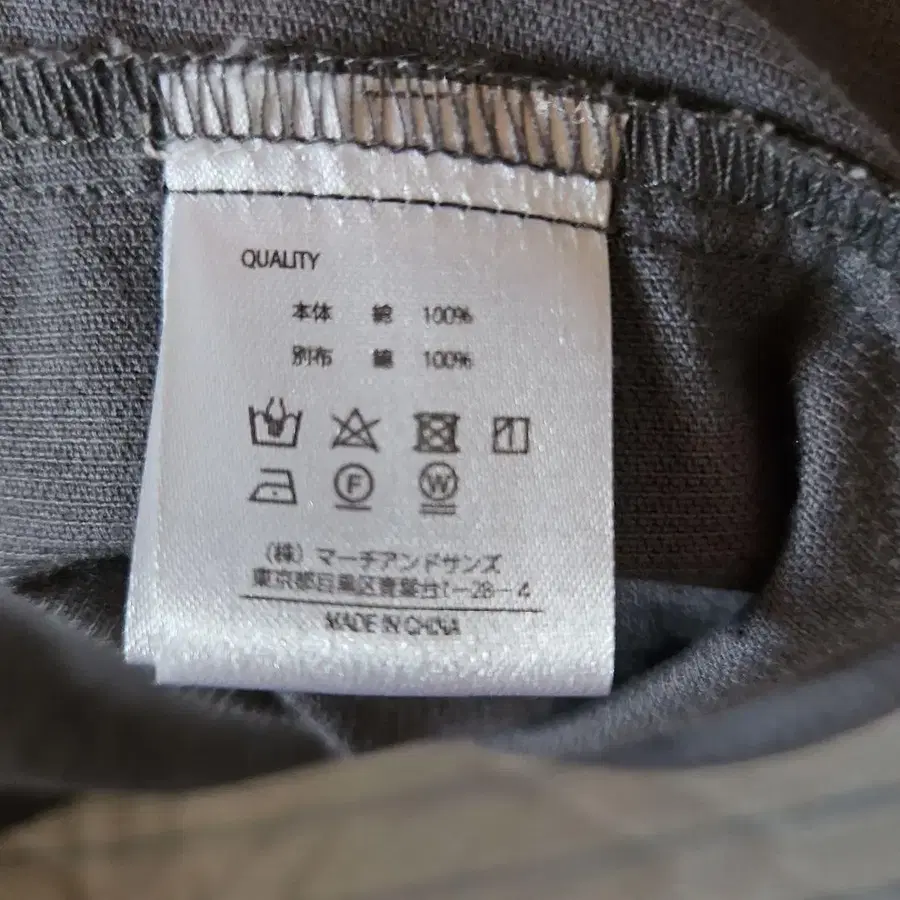 QUALITY
本体 綿 100%
別布 綿 100%
F W
(株) マーチアンドサンズ
東京都目黒区青葉台1-28-4
MADE IN CHINA